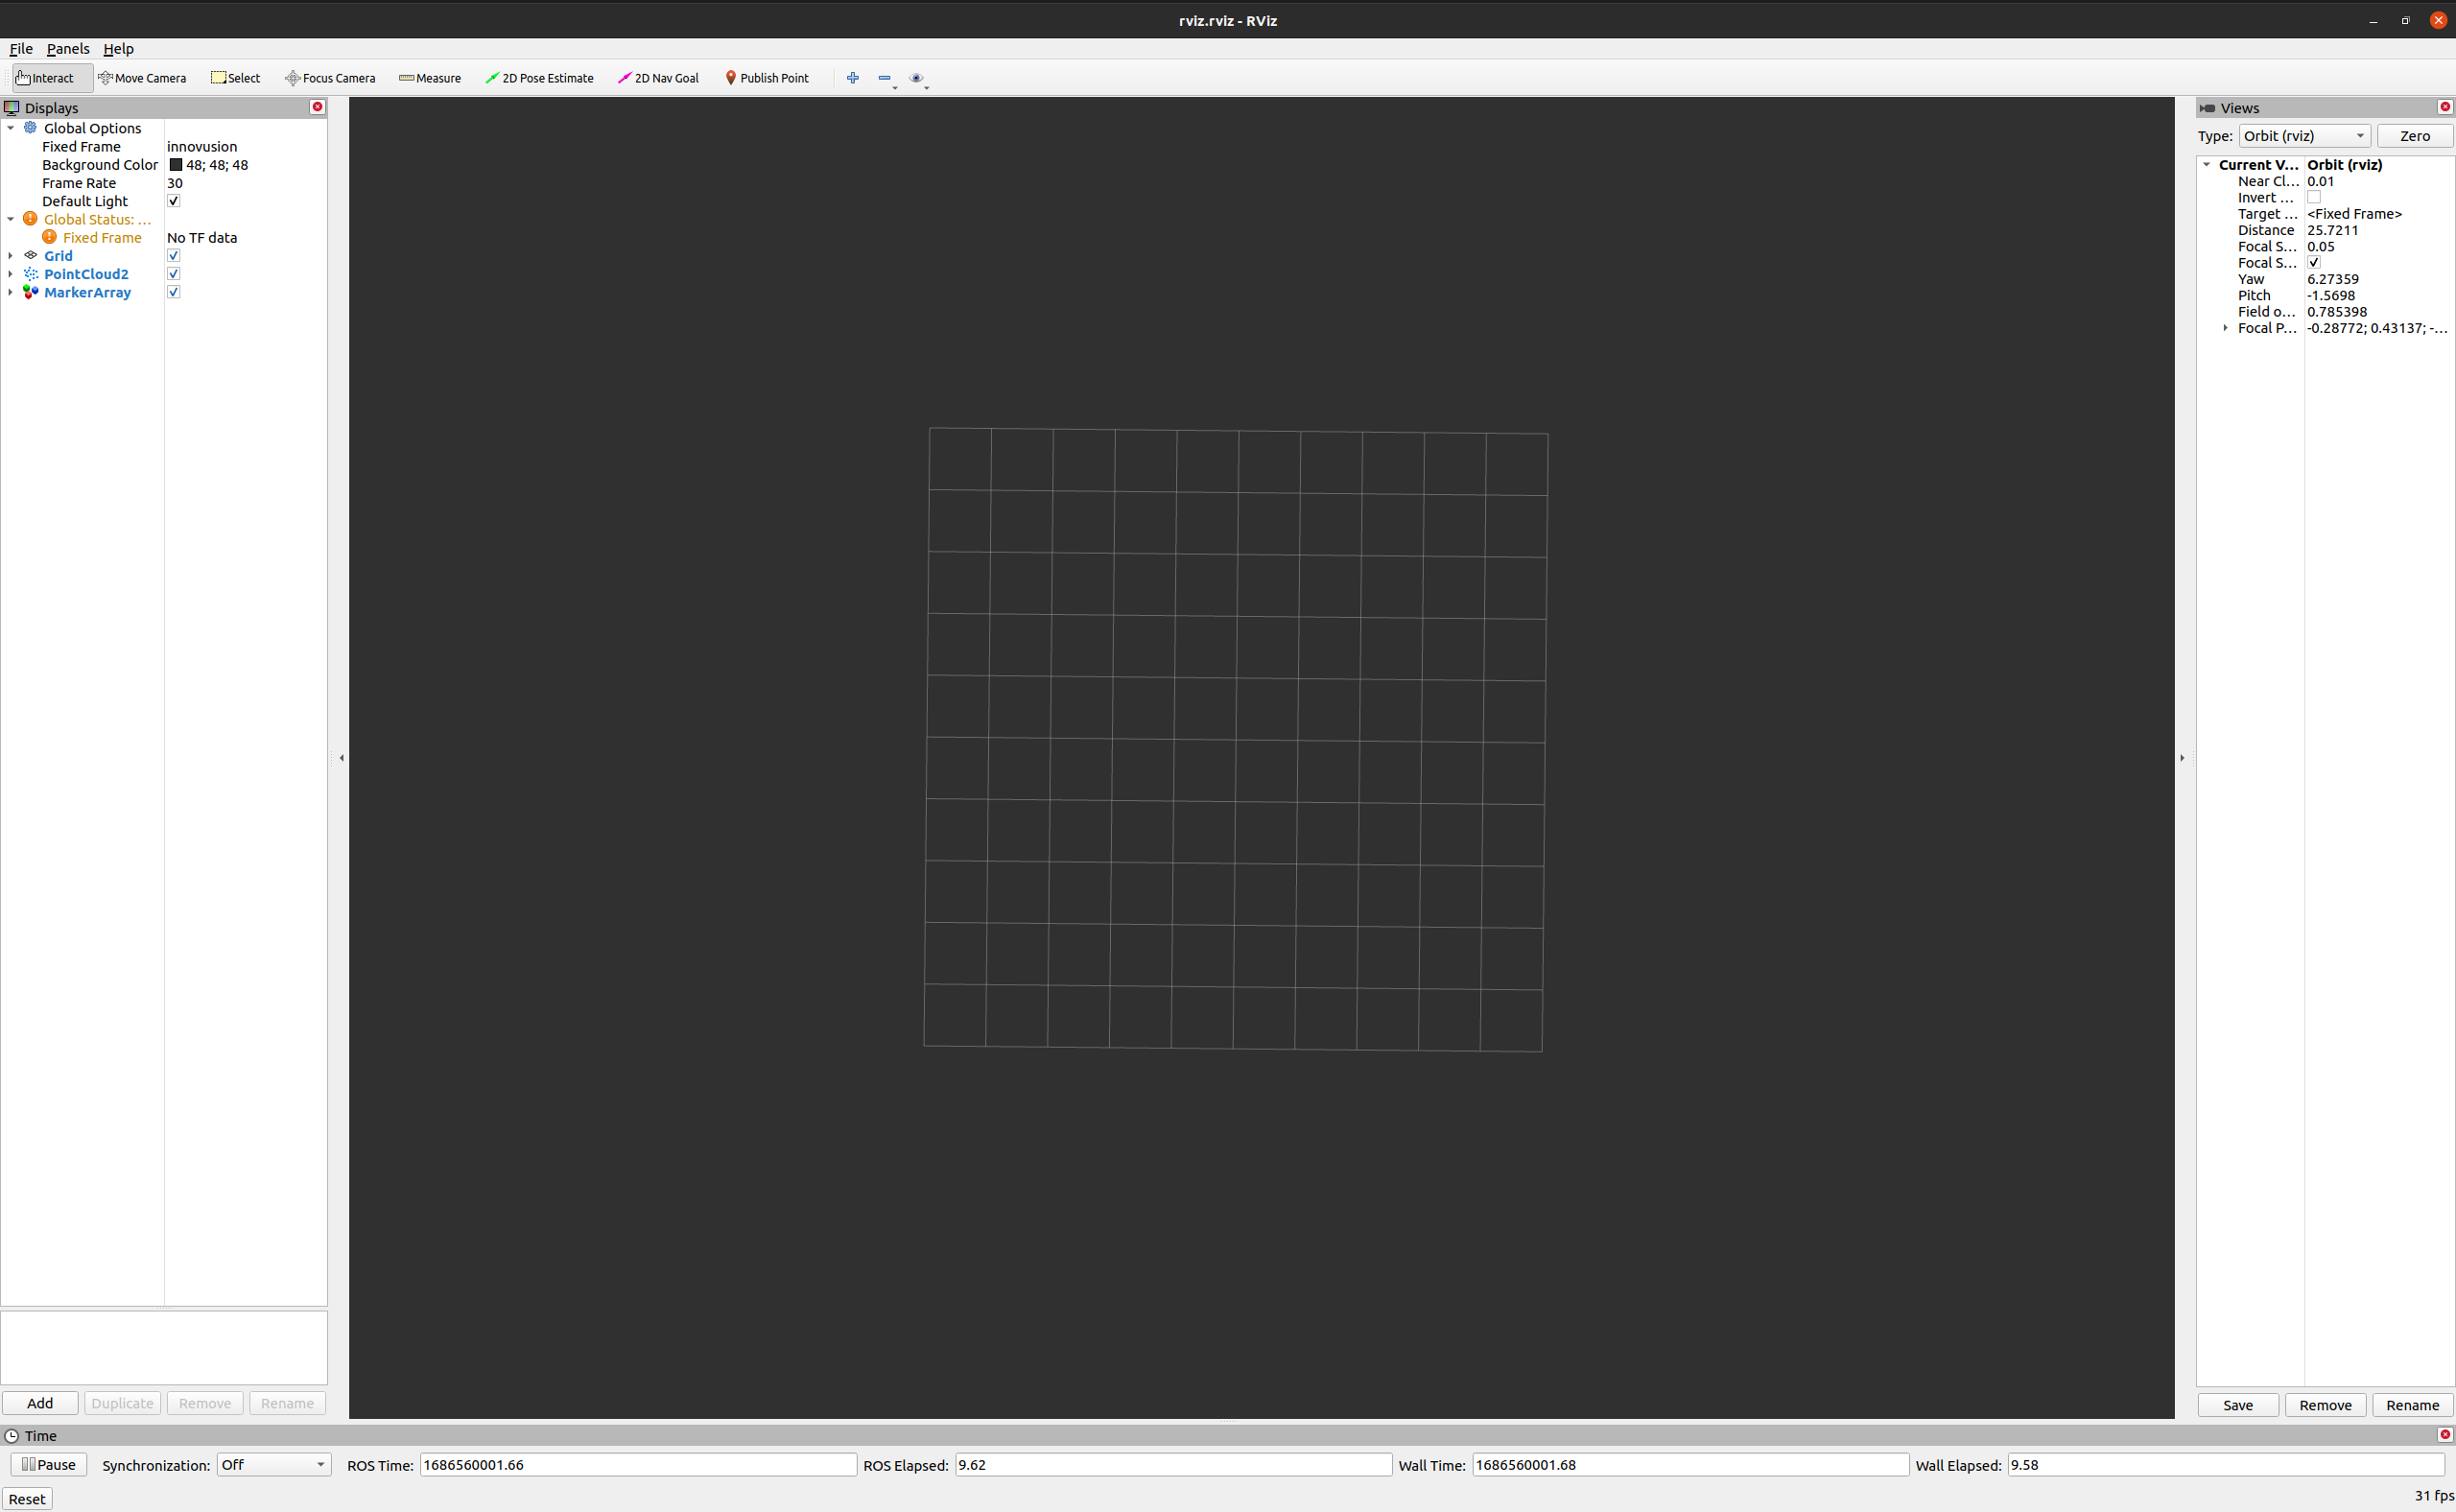 rviz.rviz - RViz
File Panels Help
Interact Move Camera Select Focus Camera Measure 2D Pose Estimate 2D Nav Goal Publish Point
Displays
Global Options
Fixed Frame innovusion
Background Color 48; 48; 48
Frame Rate 30
Default Light
Global Status: ...
Fixed Frame No TF data
Grid
PointCloud2
MarkerArray
Add Duplicate Remove Rename
Views
Type: Orbit (rviz) Zero
Current V... Orbit (rviz)
Near Cl... 0.01
Invert ...
Target ... <Fixed Frame>
Distance 25.7211
Focal S... 0.05
Focal S...
Yaw 6.27359
Pitch -1.5698
Field o... 0.785398
Focal P... -0.28772; 0.43137; -...
Save Remove Rename
Time
Pause Synchronization: Off ROS Time: 1686560001.66 ROS Elapsed: 9.62 Wall Time: 1686560001.68 Wall Elapsed: 9.58
Reset 31 fps